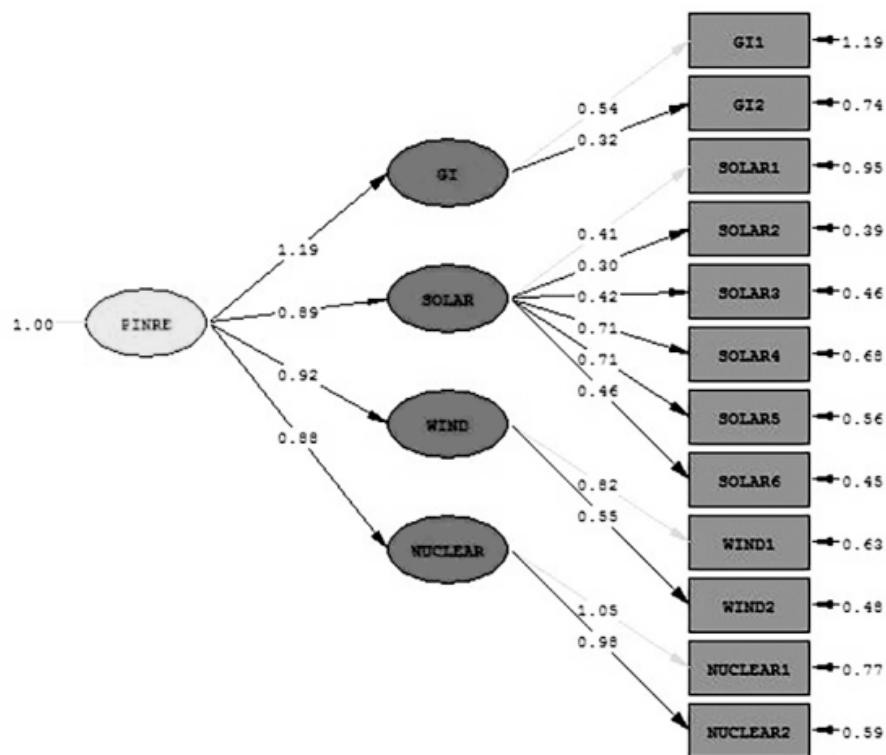 GI1
1.19
GI2
0.74
0.54
0.32
GI
SOLAR1
0.95
SOLAR2
0.39
0.41
0.30
1.19
SOLAR
0.42
SOLAR3
0.46
1.00
PINRE
0.89
0.71
SOLAR4
0.68
0.71
0.92
0.46
SOLAR5
0.56
WIND
0.88
SOLAR6
0.45
0.82
0.55
WIND1
0.63
NUCLEAR
WIND2
0.48
1.05
0.98
NUCLEAR1
0.77
NUCLEAR2
0.59